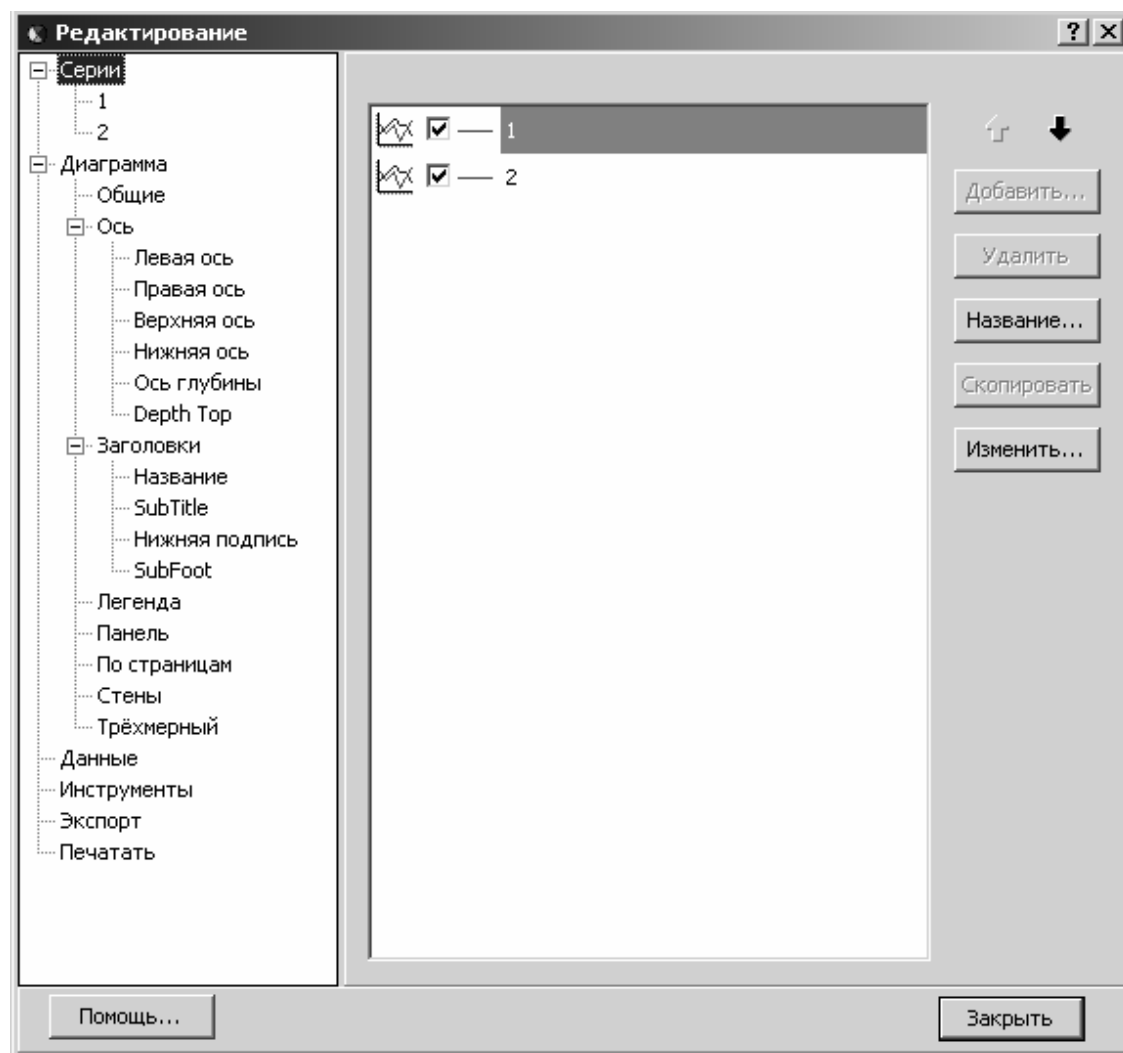 Редактирование
Серии
1
2
Диаграмма
Общие
Ось
Левая ось
Правая ось
Верхняя ось
Нижняя ось
Ось глубины
Depth Top
Заголовки
Название
SubTitle
Нижняя подпись
SubFoot
Легенда
Панель
По страницам
Стены
Трёхмерный
Данные
Инструменты
Экспорт
Печатать
1
2
Добавить...
Удалить
Название...
Скопировать
Изменить...
Помощь...
Закрыть